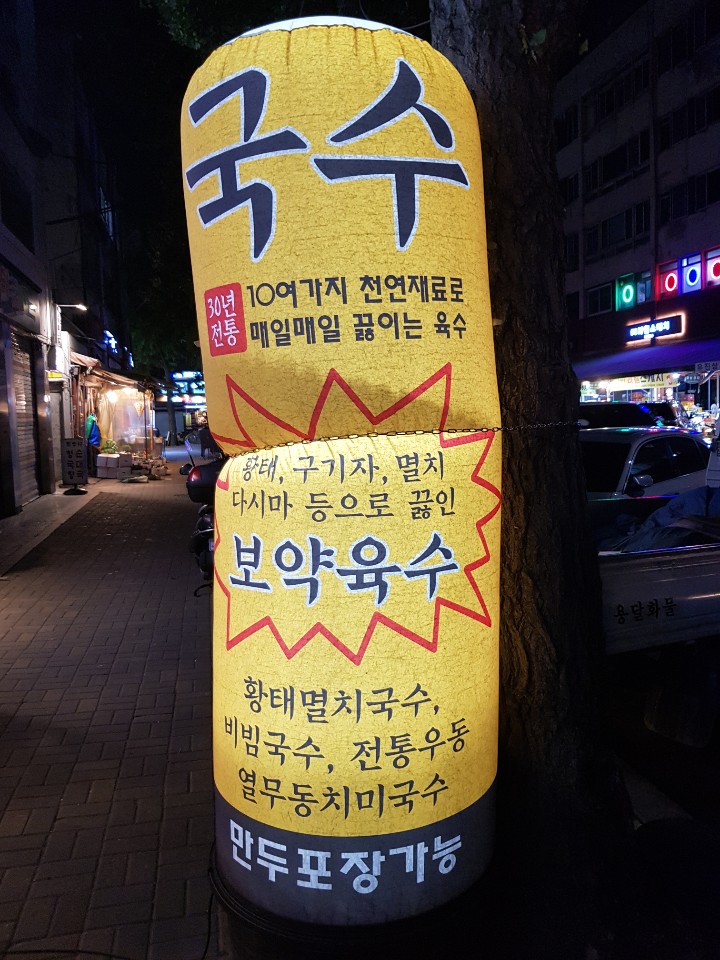 국수
30년
전통
10여가지 천연재료로
매일매일 끓이는 육수
황태, 구기자, 멸치
다시마 등으로 끓인
보약육수
황태멸치국수,
비빔국수, 전통우동
열무동치미국수
만두포장가능
용달화물